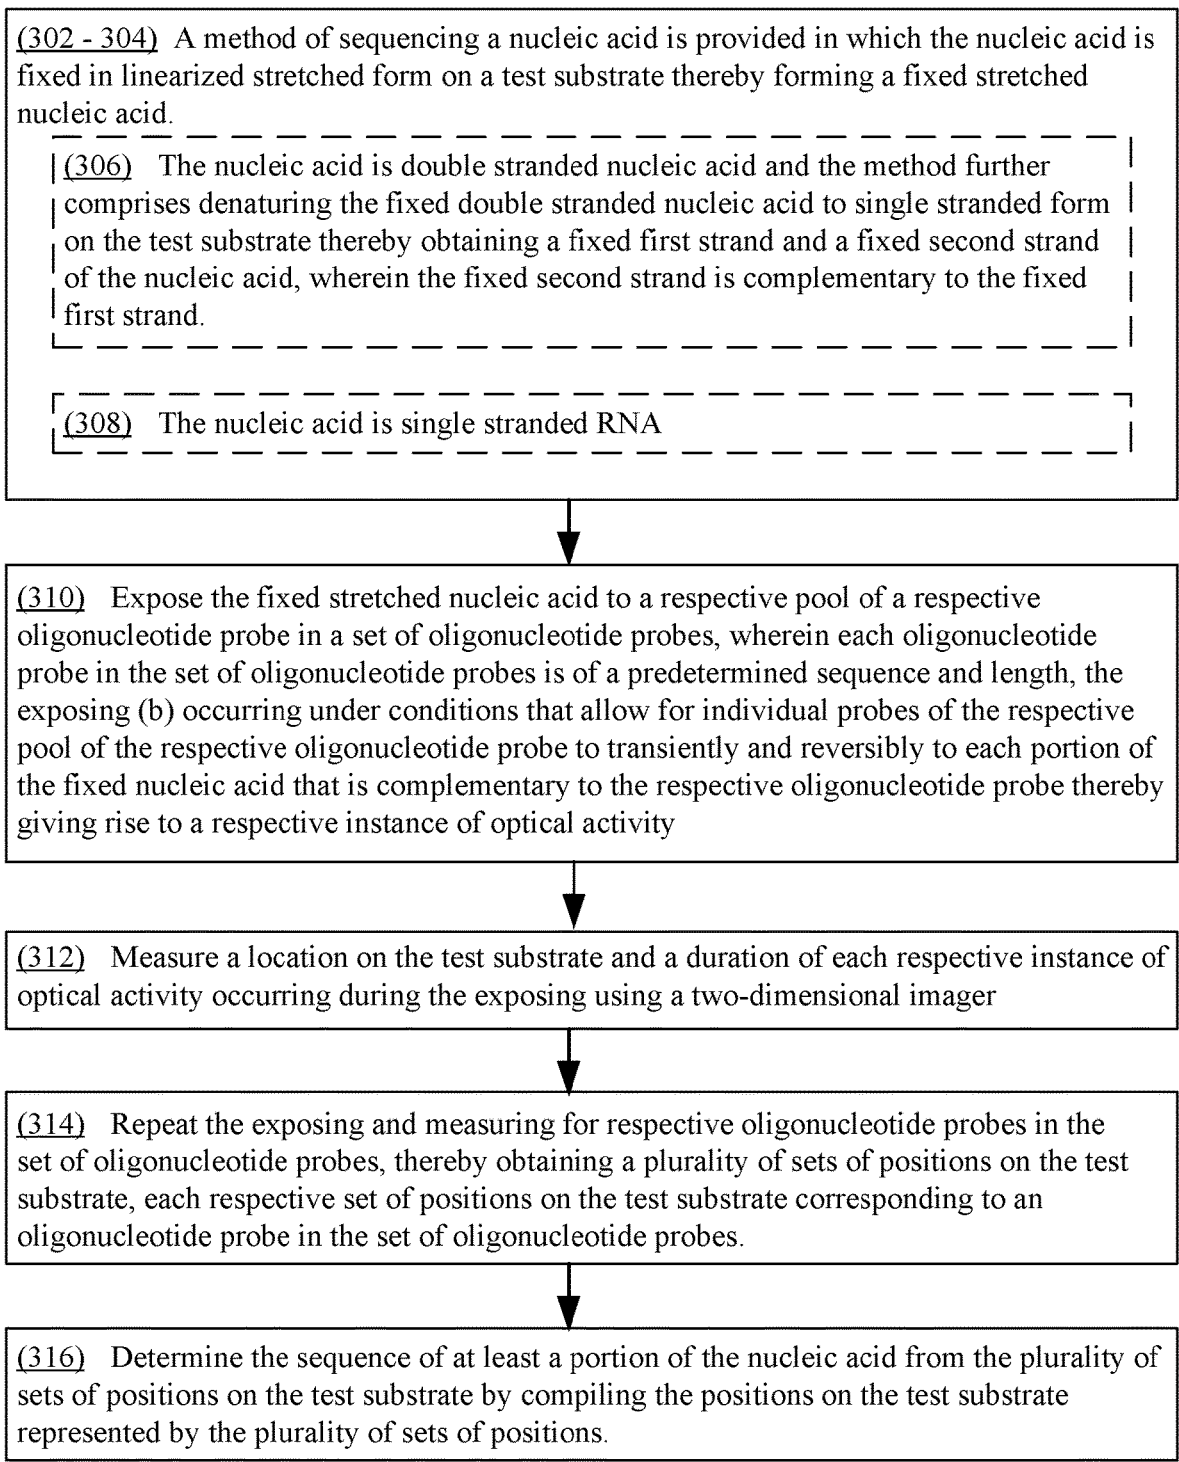 (302 - 304) A method of sequencing a nucleic acid is provided in which the nucleic acid is
fixed in linearized stretched form on a test substrate thereby forming a fixed stretched
nucleic acid.
(306) The nucleic acid is double stranded nucleic acid and the method further
comprises denaturing the fixed double stranded nucleic acid to single stranded form
on the test substrate thereby obtaining a fixed first strand and a fixed second strand
of the nucleic acid, wherein the fixed second strand is complementary to the fixed
first strand.
(308) The nucleic acid is single stranded RNA
(310) Expose the fixed stretched nucleic acid to a respective pool of a respective
oligonucleotide probe in a set of oligonucleotide probes, wherein each oligonucleotide
probe in the set of oligonucleotide probes is of a predetermined sequence and length, the
exposing (b) occurring under conditions that allow for individual probes of the respective
pool of the respective oligonucleotide probe to transiently and reversibly to each portion of
the fixed nucleic acid that is complementary to the respective oligonucleotide probe thereby
giving rise to a respective instance of optical activity
(312) Measure a location on the test substrate and a duration of each respective instance of
optical activity occurring during the exposing using a two-dimensional imager
(314) Repeat the exposing and measuring for respective oligonucleotide probes in the
set of oligonucleotide probes, thereby obtaining a plurality of sets of positions on the test
substrate, each respective set of positions on the test substrate corresponding to an
oligonucleotide probe in the set of oligonucleotide probes.
(316) Determine the sequence of at least a portion of the nucleic acid from the plurality of
sets of positions on the test substrate by compiling the positions on the test substrate
represented by the plurality of sets of positions.